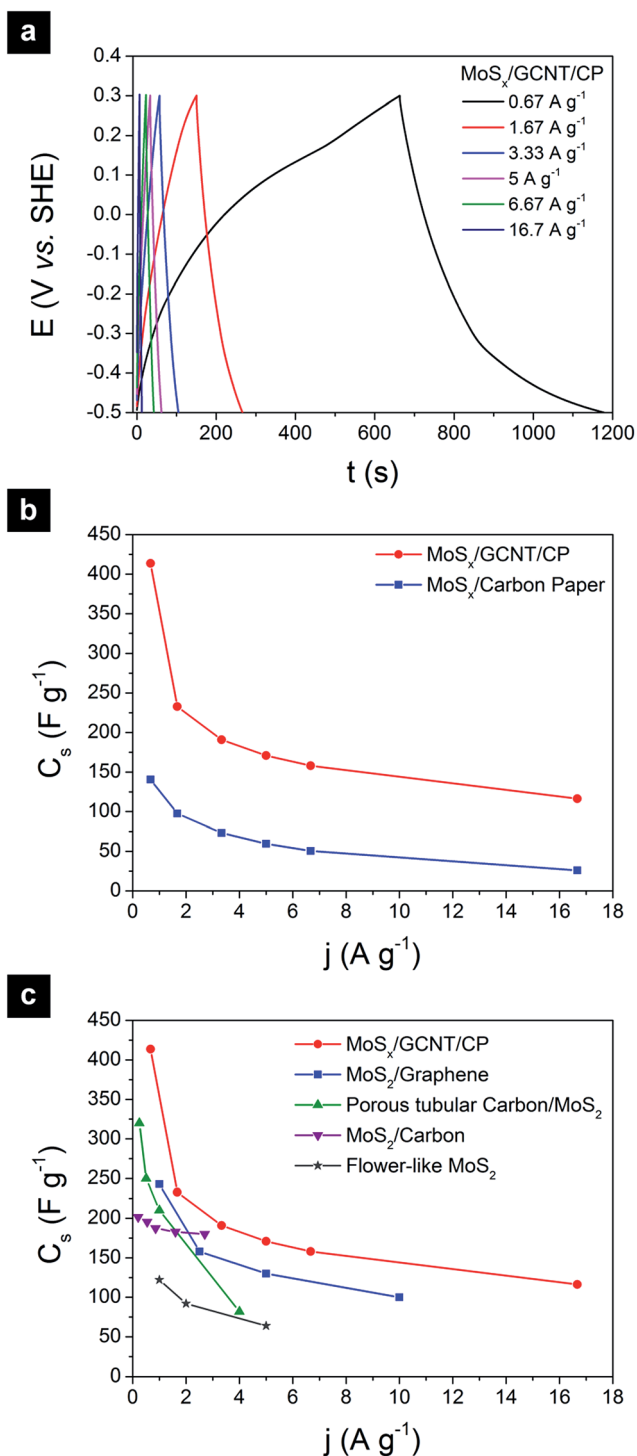 a
MoSₓ/GCNT/CP
0.67 A g⁻¹
1.67 A g⁻¹
3.33 A g⁻¹
5 A g⁻¹
6.67 A g⁻¹
16.7 A g⁻¹
0.4
0.3
0.2
0.1
0.0
-0.1
-0.2
-0.3
-0.4
-0.5
E (V vs. SHE)
0 200 400 600 800 1000 1200
t (s)
b
MoSₓ/GCNT/CP
MoSₓ/Carbon Paper
450
400
350
300
250
200
150
100
50
0
Cₛ (F g⁻¹)
0 2 4 6 8 10 12 14 16 18
j (A g⁻¹)
c
MoSₓ/GCNT/CP
MoS₂/Graphene
Porous tubular Carbon/MoS₂
MoS₂/Carbon
Flower-like MoS₂
450
400
350
300
250
200
150
100
50
0
Cₛ (F g⁻¹)
0 2 4 6 8 10 12 14 16 18
j (A g⁻¹)